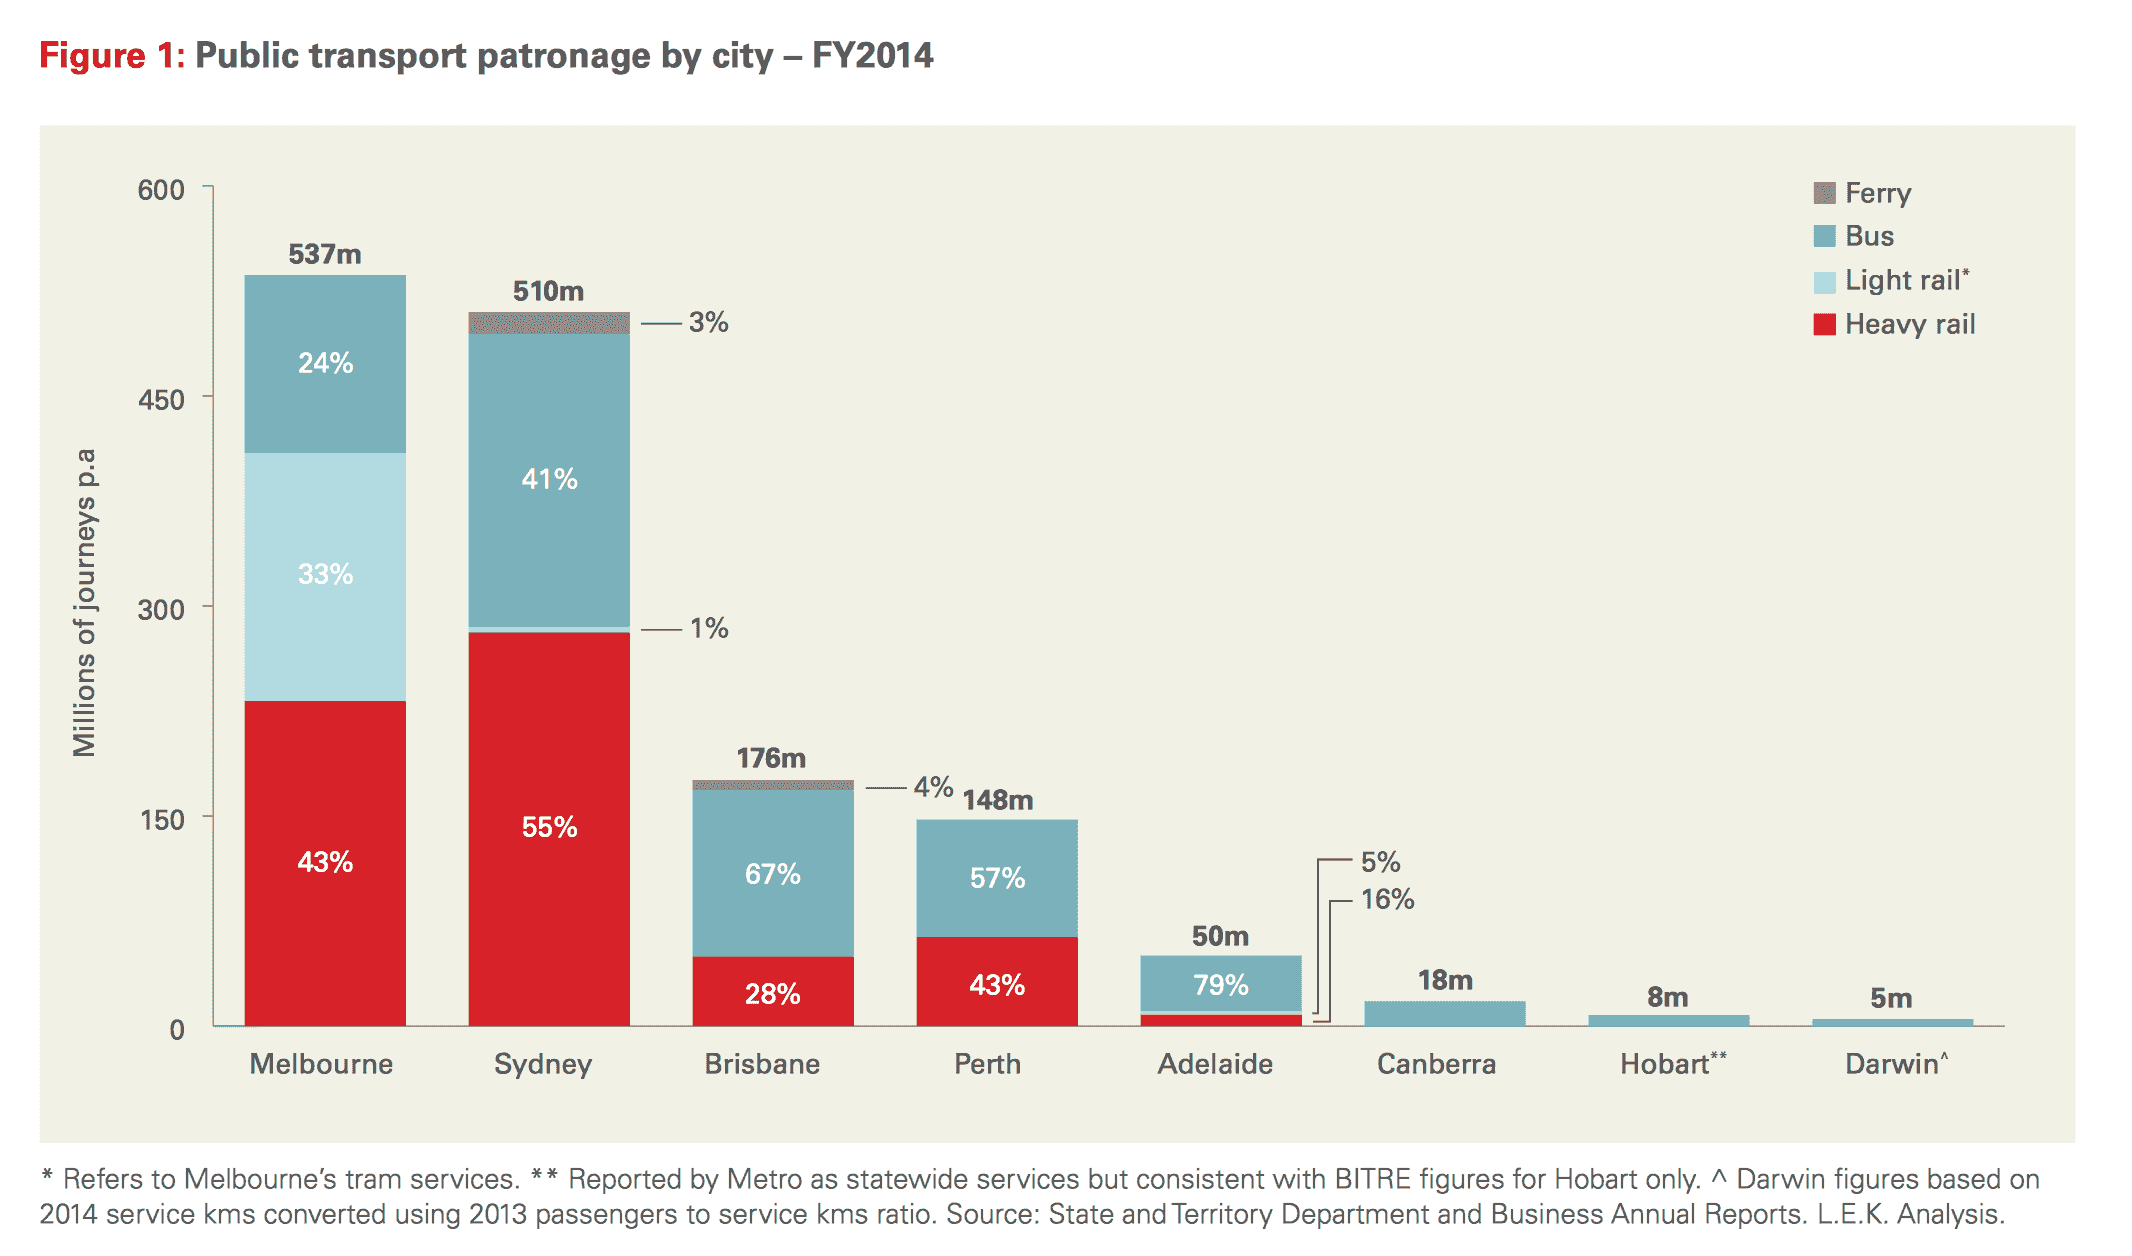 Figure 1: Public transport patronage by city – FY2014
Millions of journeys p.a
600
450
300
150
0
Ferry
Bus
Light rail*
Heavy rail
537m
24%
33%
43%
510m
3%
41%
1%
55%
176m
4%
67%
28%
148m
57%
43%
50m
79%
5%
16%
18m
8m
5m
Melbourne
Sydney
Brisbane
Perth
Adelaide
Canberra
Hobart**
Darwin^
* Refers to Melbourne's tram services. ** Reported by Metro as statewide services but consistent with BITRE figures for Hobart only. ^ Darwin figures based on
2014 service kms converted using 2013 passengers to service kms ratio. Source: State and Territory Department and Business Annual Reports. L.E.K. Analysis.